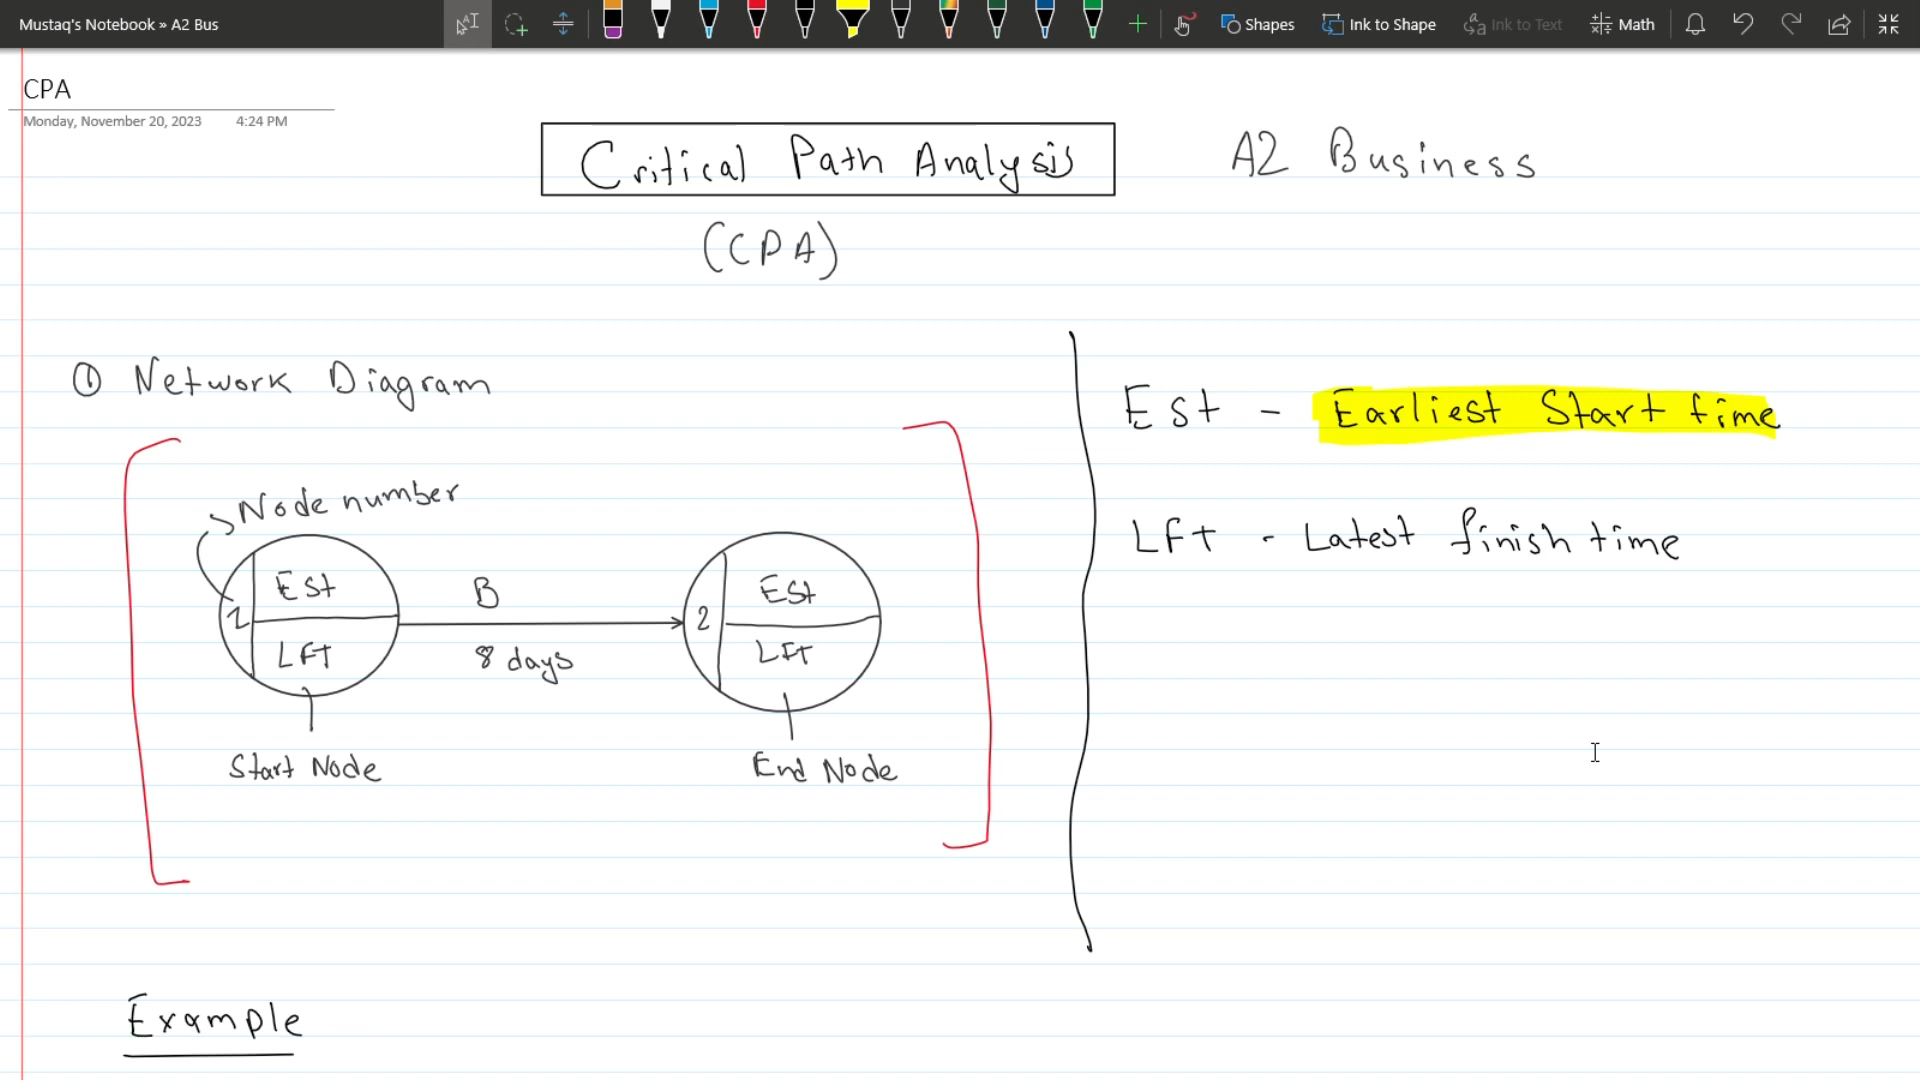 Mustaq's Notebook » A2 Bus
Shapes
Ink to Shape
Ink to Text
Math
CPA
Monday, November 20, 2023 4:24 PM
Critical Path Analysis
A2 Business
(CPA)
① Network Diagram
Node number
1
Est
LFT
B
8 days
2
Est
LFT
Start Node
End Node
Est - Earliest Start time
LFT - Latest finish time
Example